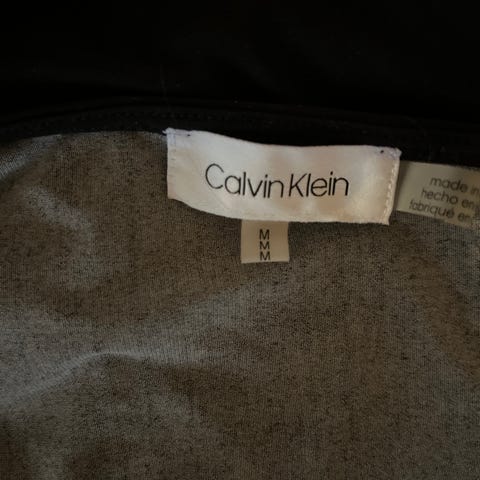 Calvin Klein
M
M
M
made in
hecho en
fabriqué en